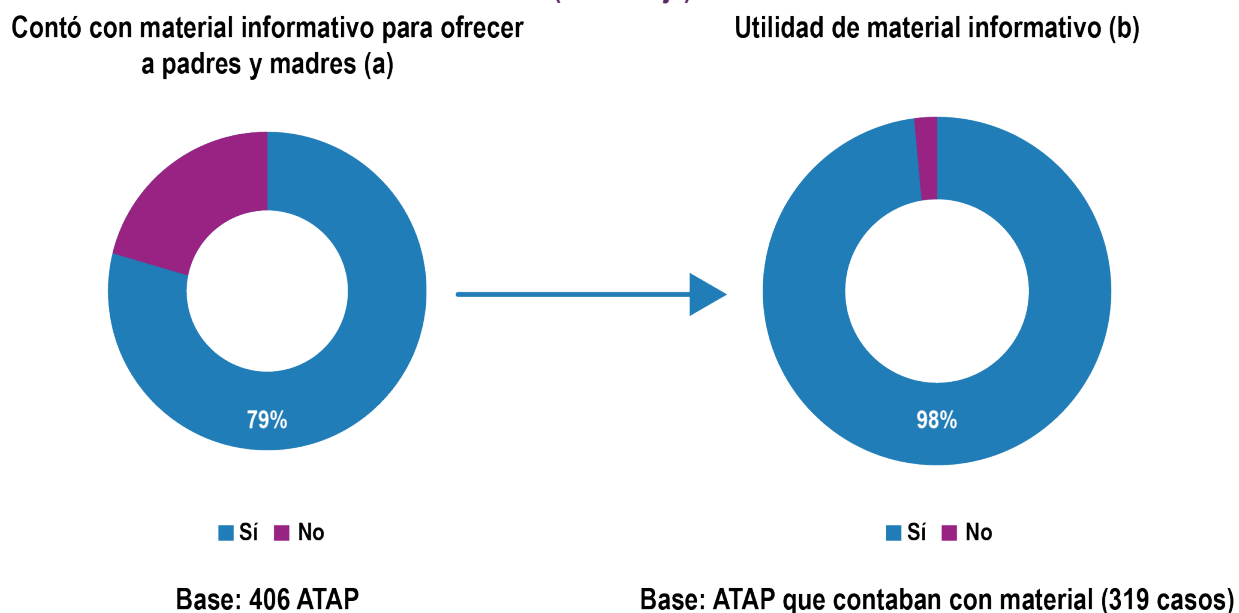 Contó con material informativo para ofrecer
a padres y madres (a)
Utilidad de material informativo (b)
79%
98%
Sí No
Sí No
Base: 406 ATAP
Base: ATAP que contaban con material (319 casos)